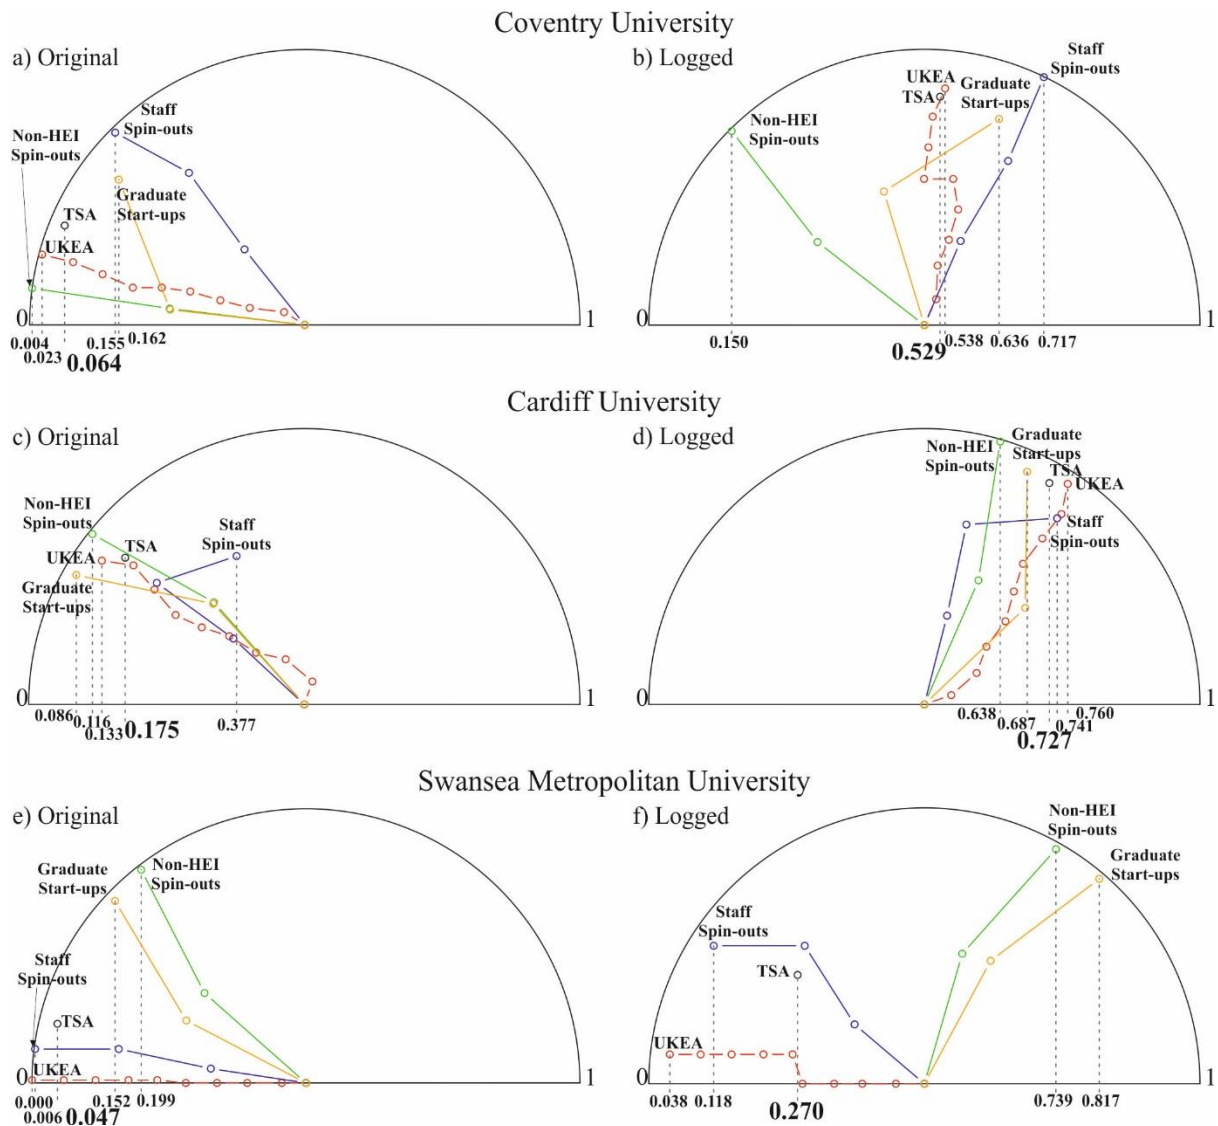 Coventry University
a) Original
b) Logged
Staff
Spin-outs
Non-HEI
Spin-outs
Graduate
Start-ups
TSA
UKEA
0
1
0.004
0.023
0.064
0.155
0.162
Staff
Spin-outs
UKEA
TSA
Graduate
Start-ups
Non-HEI
Spin-outs
0
1
0.150
0.529
0.538
0.636
0.717
Cardiff University
c) Original
d) Logged
Non-HEI
Spin-outs
UKEA
TSA
Staff
Spin-outs
Graduate
Start-ups
0
1
0.086
0.116
0.133
0.175
0.377
Non-HEI
Spin-outs
Graduate
Start-ups
TSA
UKEA
Staff
Spin-outs
0
1
0.638
0.687
0.727
0.741
0.760
Swansea Metropolitan University
e) Original
f) Logged
Graduate
Start-ups
Non-HEI
Spin-outs
Staff
Spin-outs
TSA
UKEA
0
1
0.000
0.006
0.047
0.152
0.199
Non-HEI
Spin-outs
Graduate
Start-ups
Staff
Spin-outs
TSA
UKEA
0
1
0.038
0.118
0.270
0.739
0.817